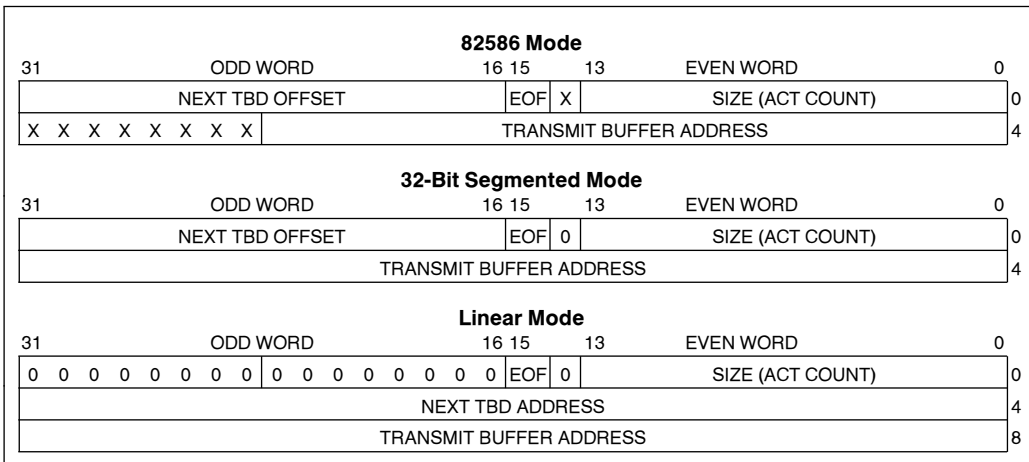 82586 Mode
31 ODD WORD 16 15 13 EVEN WORD 0
NEXT TBD OFFSET EOF X SIZE (ACT COUNT) 0
X X X X X X X X TRANSMIT BUFFER ADDRESS 4
32-Bit Segmented Mode
31 ODD WORD 16 15 13 EVEN WORD 0
NEXT TBD OFFSET EOF 0 SIZE (ACT COUNT) 0
TRANSMIT BUFFER ADDRESS 4
Linear Mode
31 ODD WORD 16 15 13 EVEN WORD 0
0 0 0 0 0 0 0 0 0 0 0 0 0 0 0 0 EOF 0 SIZE (ACT COUNT) 0
NEXT TBD ADDRESS 4
TRANSMIT BUFFER ADDRESS 8